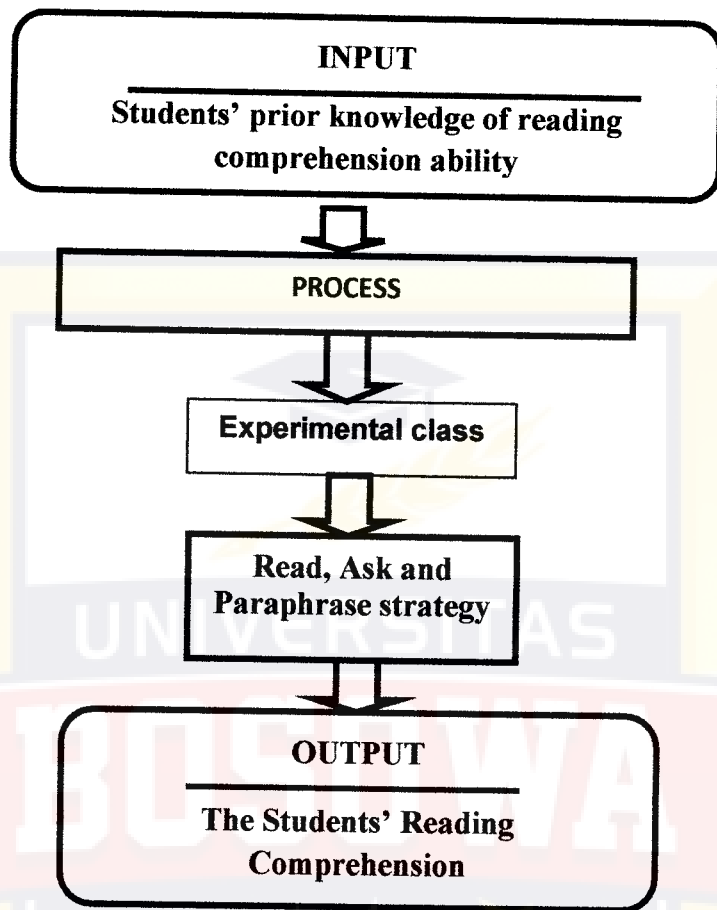 INPUT
Students’ prior knowledge of reading
comprehension ability
PROCESS
Experimental class
Read, Ask and
Paraphrase strategy
UNIVERSITAS
BOSOWA
OUTPUT
The Students’ Reading
Comprehension